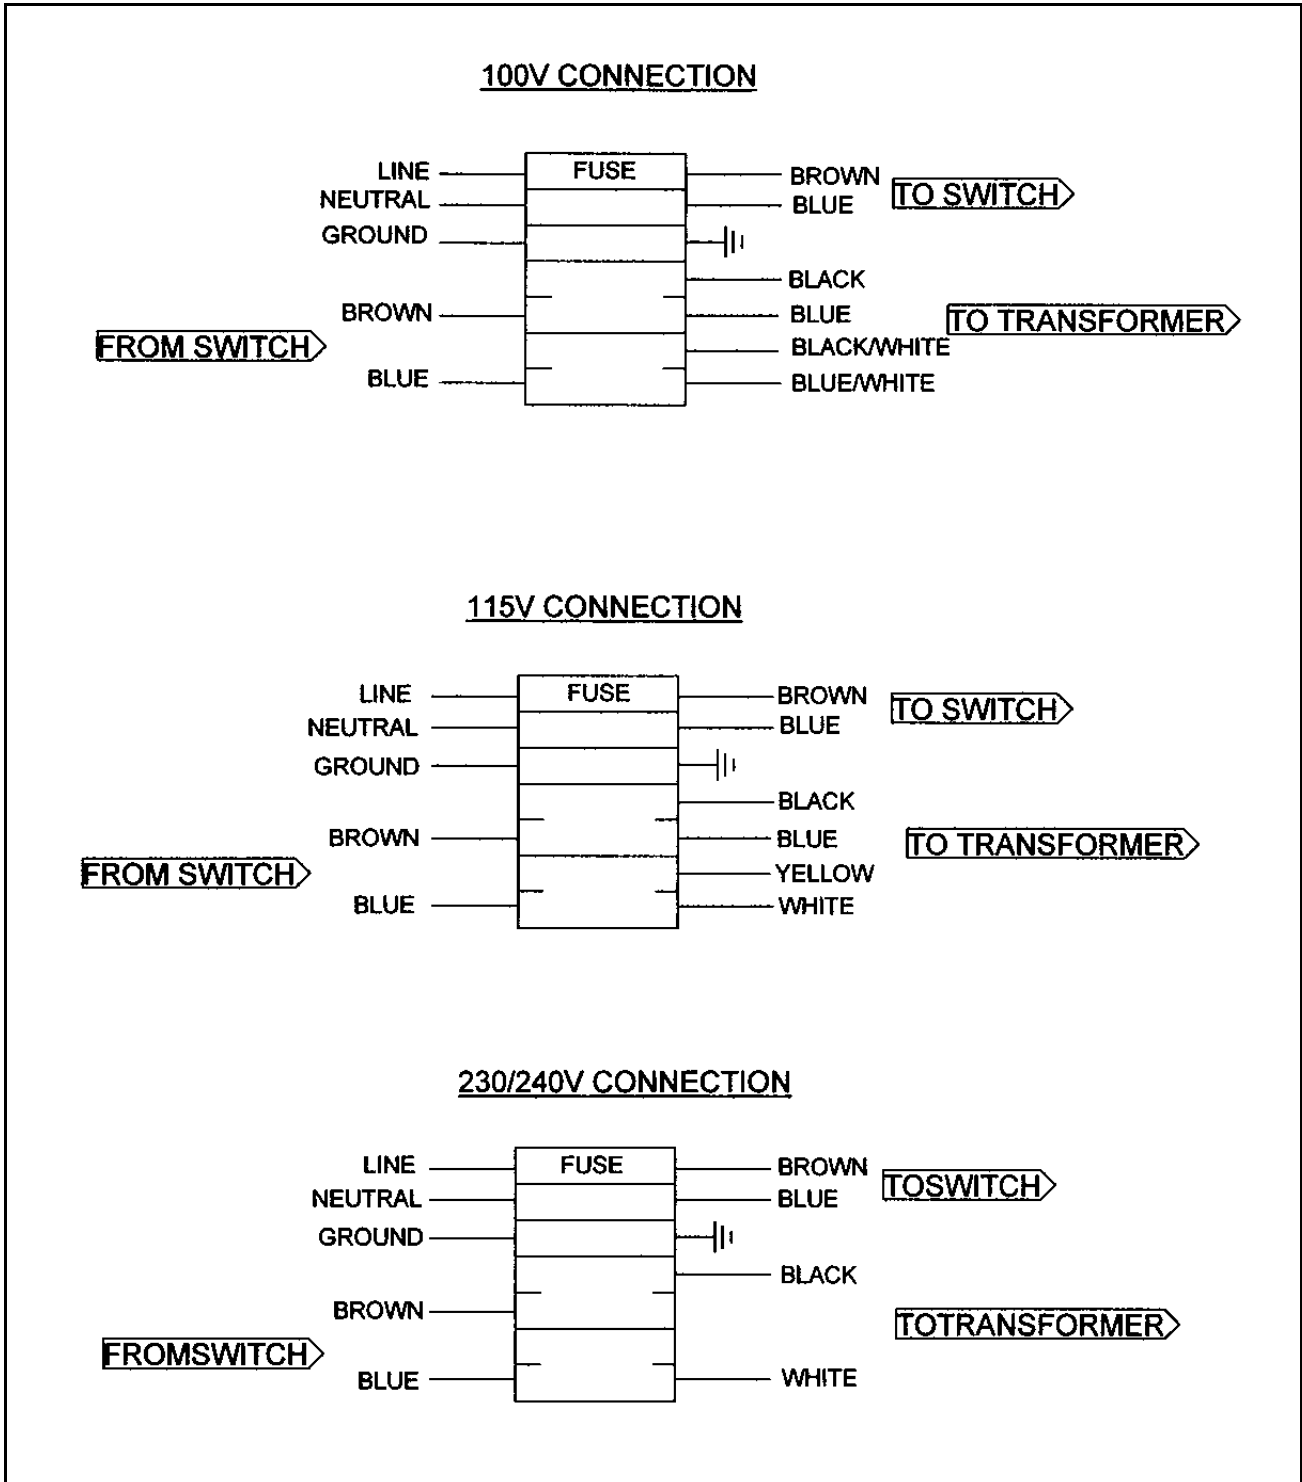 100V CONNECTION
LINE
FUSE
BROWN
TO SWITCH
NEUTRAL
BLUE
GROUND
BLACK
BROWN
BLUE
TO TRANSFORMER
FROM SWITCH
BLACK/WHITE
BLUE
BLUE/WHITE
115V CONNECTION
LINE
FUSE
BROWN
TO SWITCH
NEUTRAL
BLUE
GROUND
BLACK
BROWN
BLUE
TO TRANSFORMER
FROM SWITCH
YELLOW
BLUE
WHITE
230/240V CONNECTION
LINE
FUSE
BROWN
TOSWITCH
NEUTRAL
BLUE
GROUND
BLACK
BROWN
TOTRANSFORMER
FROMSWITCH
BLUE
WHITE